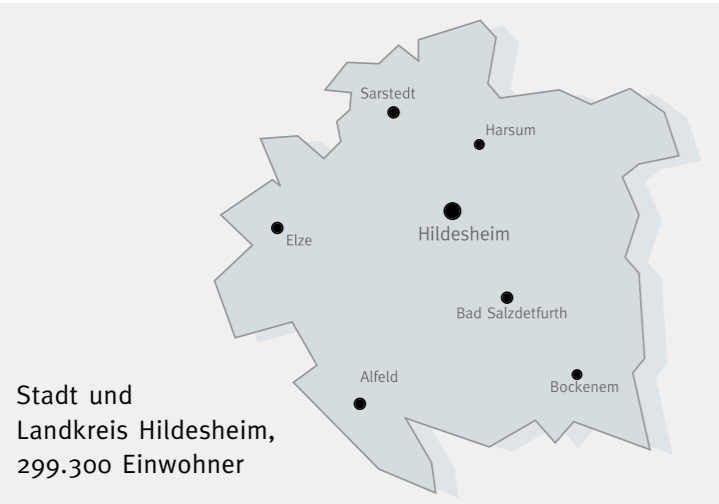 Sarstedt
Harsum
Hildesheim
Elze
Bad Salzdetfurth
Alfeld
Bockenem
Stadt und
Landkreis Hildesheim,
299.300 Einwohner